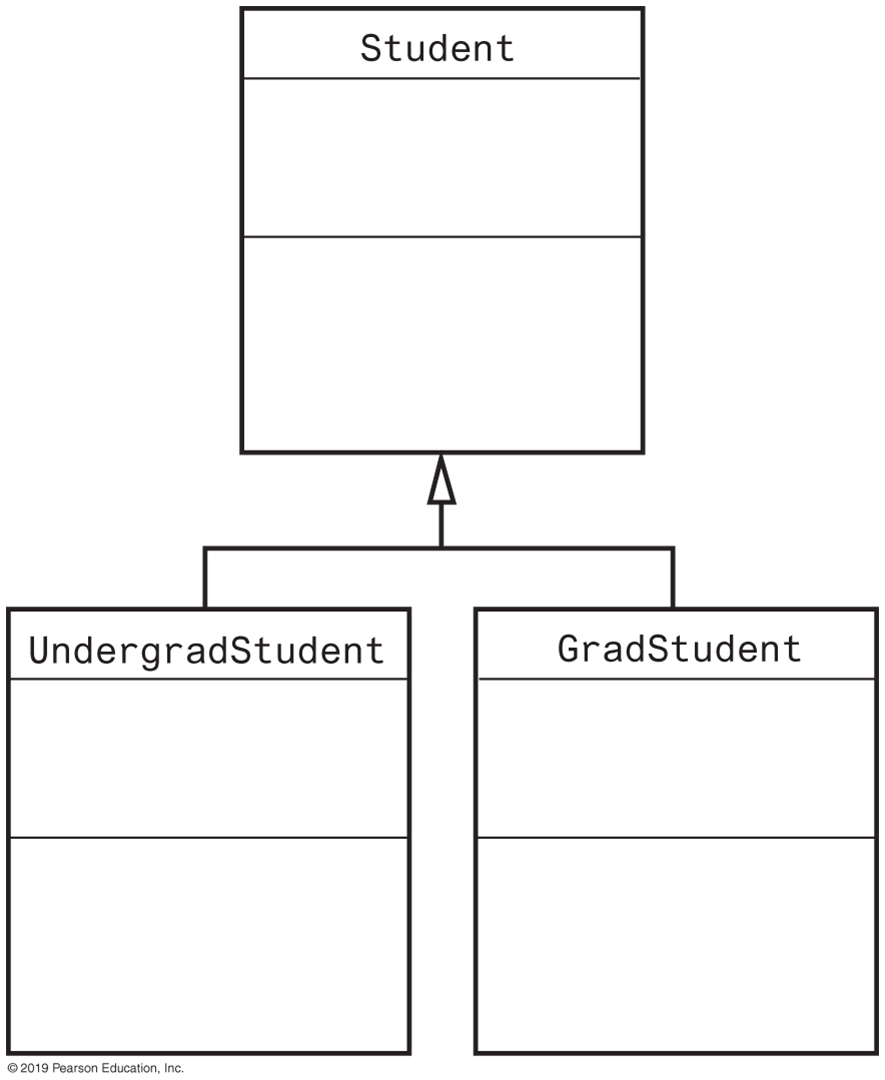 Student
UndergradStudent
GradStudent
© 2019 Pearson Education, Inc.